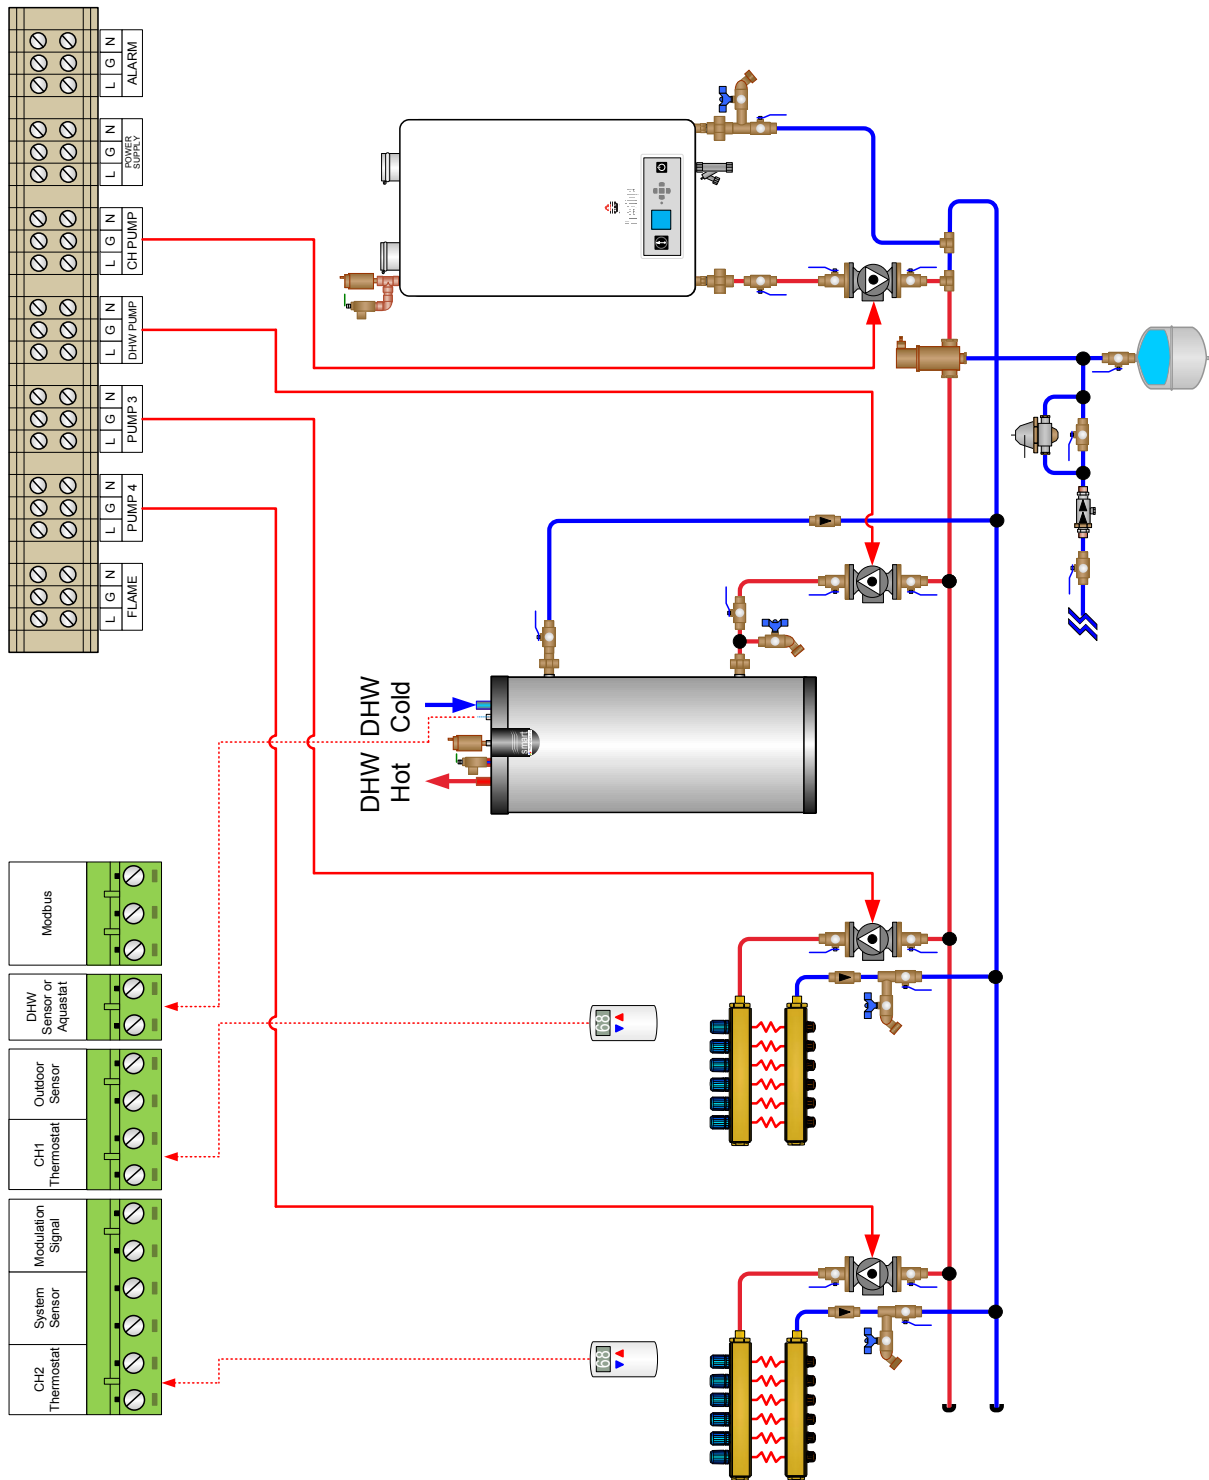 N
G
L
ALARM
N
G
L
POWER
SUPPLY
N
G
L
CH PUMP
N
G
L
DHW PUMP
N
G
L
PUMP 3
N
G
L
PUMP 4
N
G
L
FLAME
DHW
Cold
DHW
Hot
smart
Modbus
DHW
Sensor or
Aquastat
Outdoor
Sensor
CH1
Thermostat
Modulation
Signal
System
Sensor
CH2
Thermostat
68
68